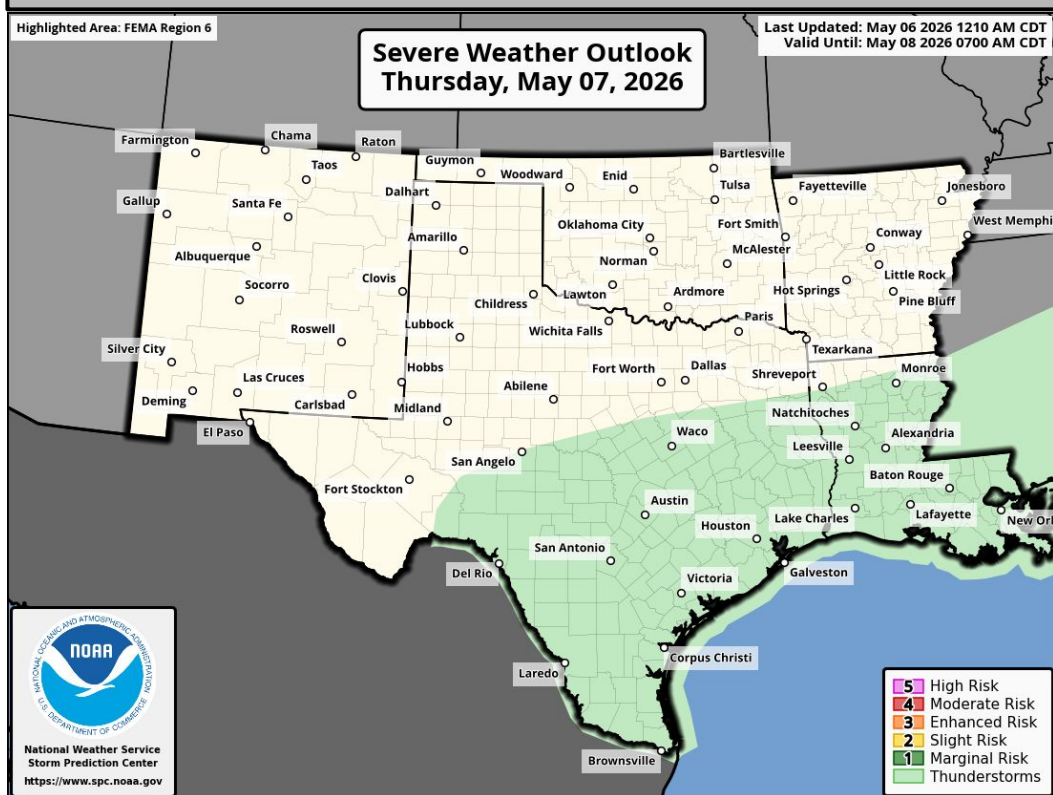 Highlighted Area: FEMA Region 6
Last Updated: May 06 2026 1210 AM CDT
Valid Until: May 08 2026 0700 AM CDT
Severe Weather Outlook
Thursday, May 07, 2026
Farmington
Chama
Raton
Taos
Guymon
Woodward
Enid
Bartlesville
Tulsa
Fayetteville
Jonesboro
Gallup
Santa Fe
Dalhart
Oklahoma City
Fort Smith
West Memphi
Conway
Albuquerque
Amarillo
Norman
McAlester
Little Rock
Socorro
Clovis
Childress
Lawton
Ardmore
Hot Springs
Pine Bluff
Roswell
Lubbock
Wichita Falls
Paris
Texarkana
Silver City
Las Cruces
Hobbs
Abilene
Fort Worth
Dallas
Shreveport
Monroe
Deming
Carlsbad
Midland
Natchitoches
El Paso
San Angelo
Waco
Leesville
Alexandria
Fort Stockton
Baton Rouge
Austin
Houston
Lake Charles
Lafayette
New Orl
San Antonio
Del Rio
Victoria
Galveston
Laredo
Corpus Christi
Brownsville
NATIONAL OCEANIC AND ATMOSPHERIC ADMINISTRATION
NOAA
U.S. DEPARTMENT OF COMMERCE
National Weather Service
Storm Prediction Center
https://www.spc.noaa.gov
5 High Risk
4 Moderate Risk
3 Enhanced Risk
2 Slight Risk
1 Marginal Risk
Thunderstorms